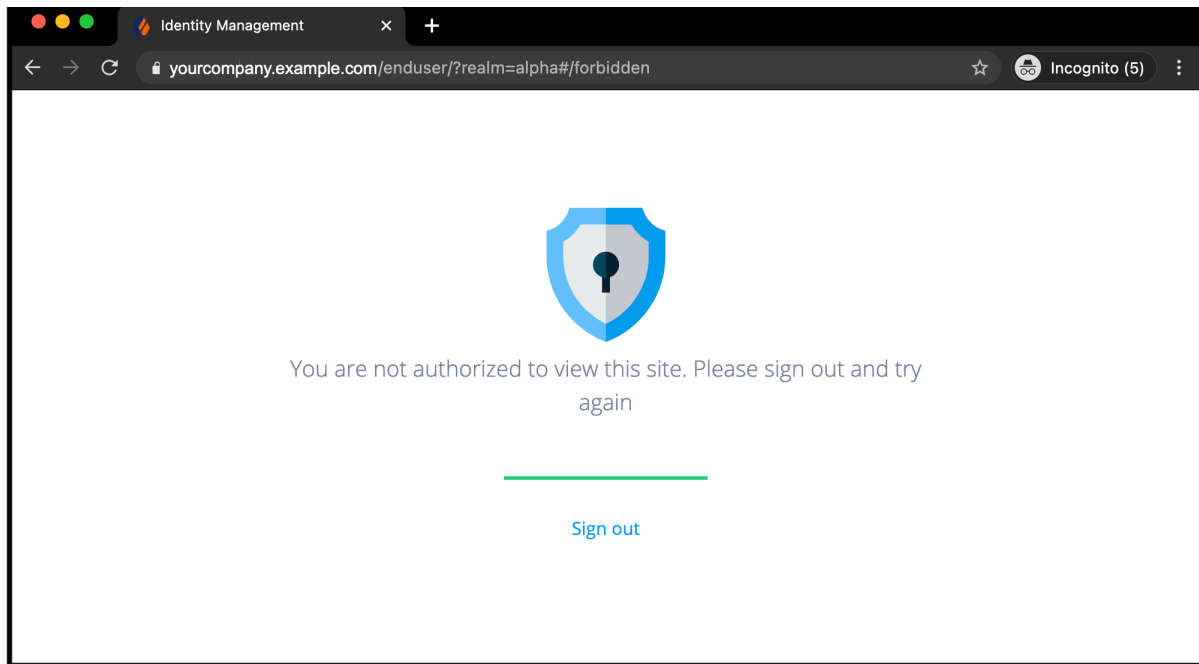 Identity Management
yourcompany.example.com/enduser/?realm=alpha#/forbidden
Incognito (5)
You are not authorized to view this site. Please sign out and try
again
Sign out